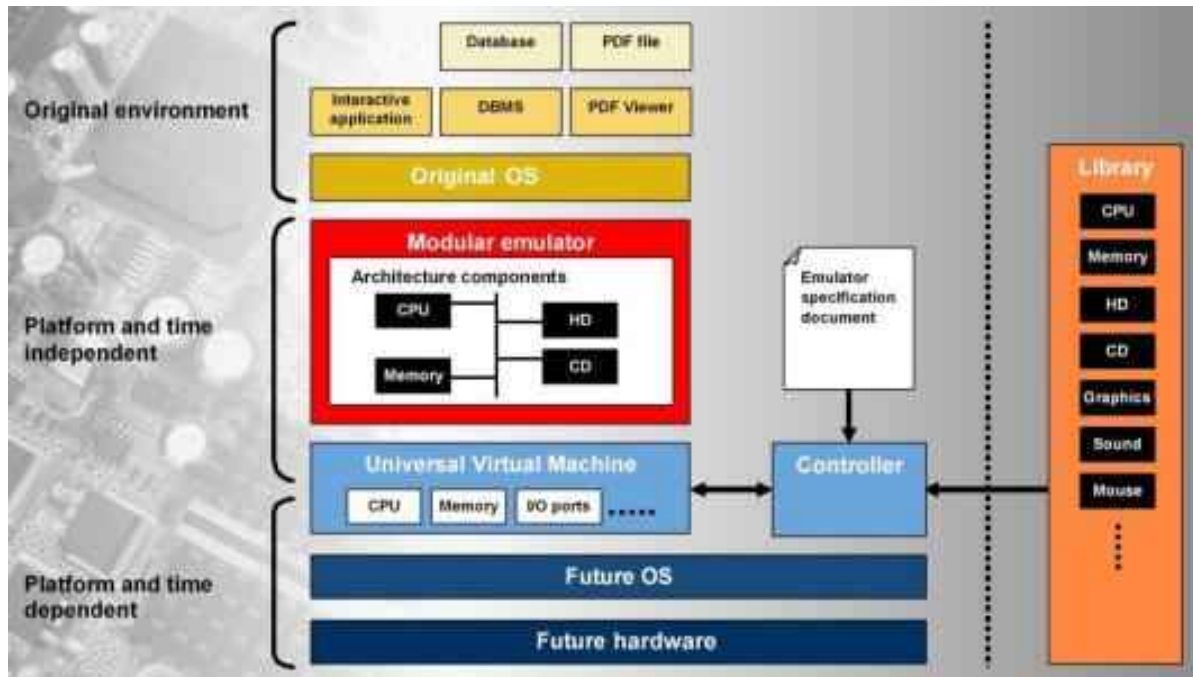 Original environment
Database
PDF file
Interactive
application
DBMS
PDF Viewer
Original OS
Platform and time
independent
Modular emulator
Architecture components
CPU
HD
Memory
CD
Emulator
specification
document
Universal Virtual Machine
CPU
Memory
I/O ports
.....
Controller
Platform and time
dependent
Future OS
Future hardware
Library
CPU
Memory
HD
CD
Graphics
Sound
Mouse